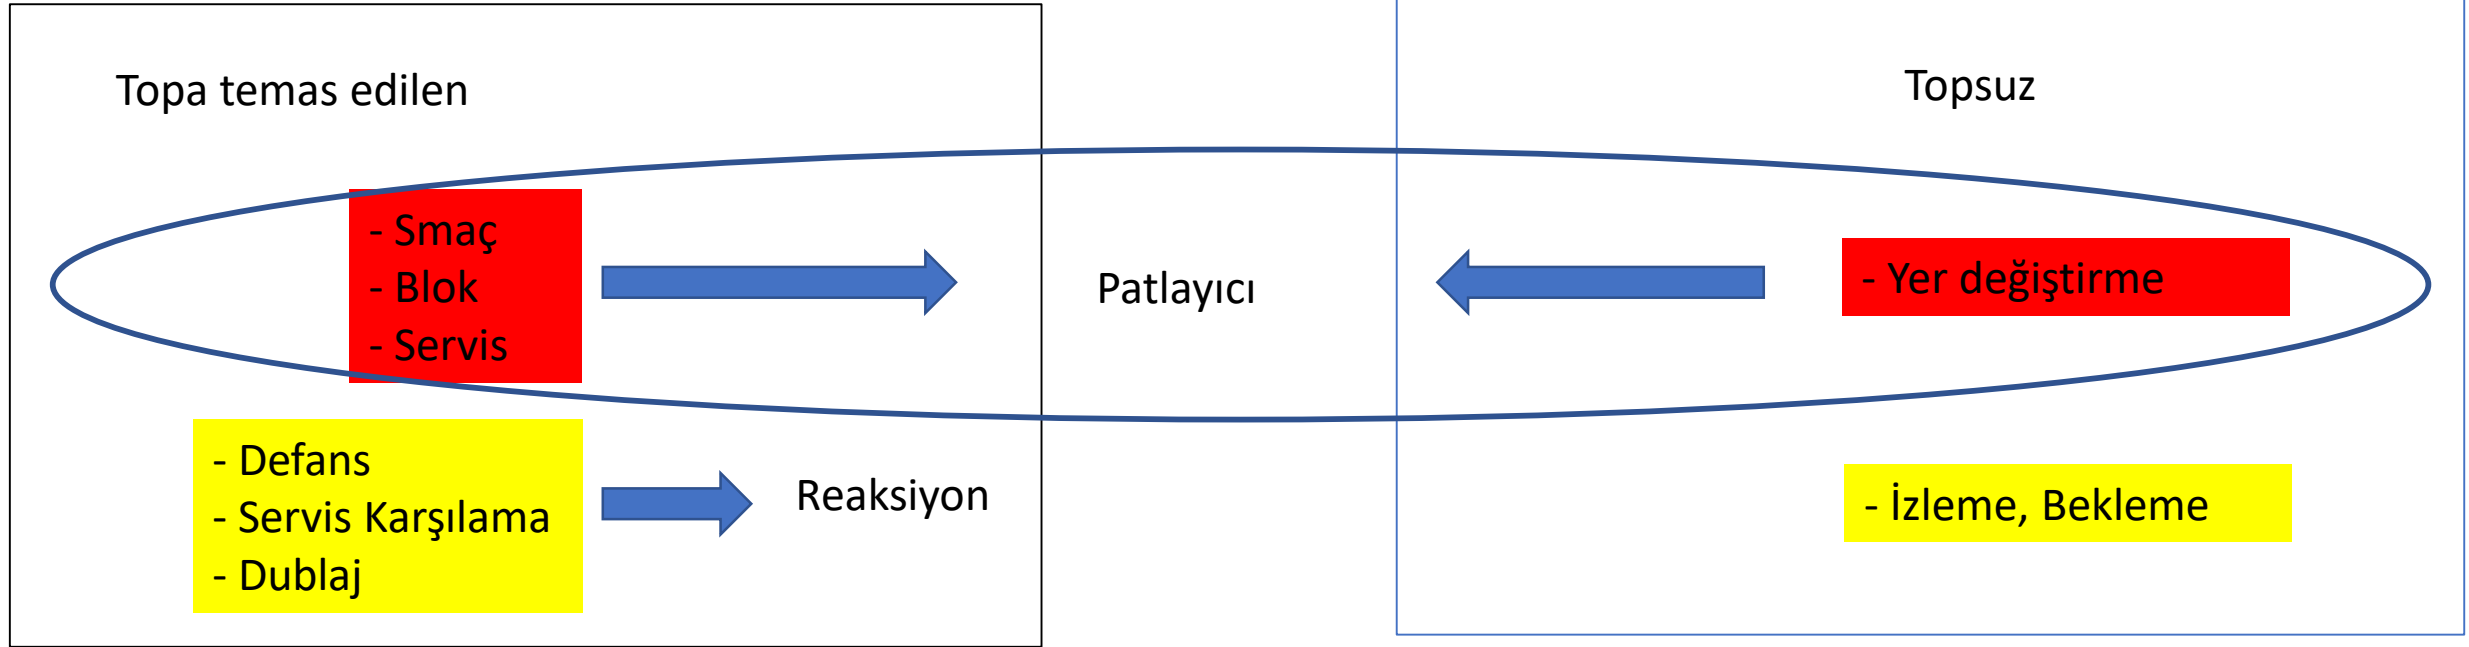 Topa temas edilen
- Smaç
- Blok
- Servis
- Defans
- Servis Karşılama
- Dublaj
Reaksiyon
Patlayıcı
Topsuz
- Yer değiştirme
- İzleme, Bekleme